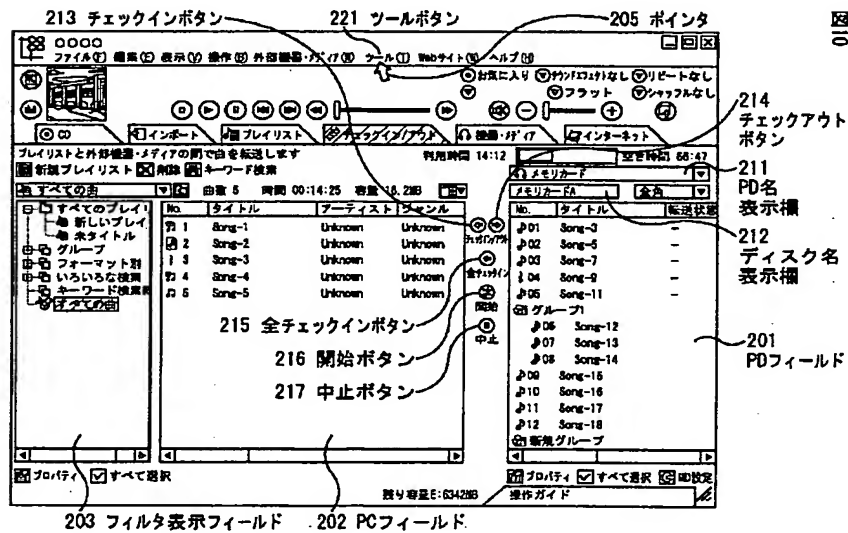 図10
213 チェックインボタン
221 ツールボタン
205 ポインタ
ファイル(F) 編集(E) 表示(V) 操作(B) 外部機器・メディア(R) ツール(T) Webサイト(W) ヘルプ(H)
お気に入り サウンドエフェクトなし リピートなし
フラット シャッフルなし
CD インポート プレイリスト チェックイン/アウト 機器・メディア インターネット
214 チェックアウトボタン
プレイリストと外部機器・メディアの間で曲を転送します
利用時間 14:12 空き時間 66:47
新規プレイリスト 削除 キーワード検索
メモリカード
211 PD名表示欄
すべての曲
曲数 5 時間 00:14:25 容量 16.2MB
メモリカードA 全角
212 ディスク名表示欄
すべてのプレイリ
新しいプレイ
未タイトル
グループ
フォーマット別
いろいろな検索
キーワード検索
すべての曲
No. タイトル アーティスト ジャンル
1 Song-1 Unknown Unknown
2 Song-2 Unknown Unknown
3 Song-3 Unknown Unknown
4 Song-4 Unknown Unknown
5 Song-5 Unknown Unknown
チェックイン/アウト
全チェックイン
開始
中止
215 全チェックインボタン
216 開始ボタン
217 中止ボタン
No. タイトル 転送状態
01 Song-3 -
02 Song-5 -
03 Song-7 -
04 Song-9 -
05 Song-11 -
グループ1
06 Song-12
07 Song-13
08 Song-14
09 Song-15
10 Song-16
11 Song-17
12 Song-18
新規グループ
201 PDフィールド
プロパティ すべて選択
プロパティ すべて選択 MD設定
残り容量E:6342MB
操作ガイド
203 フィルタ表示フィールド
202 PCフィールド